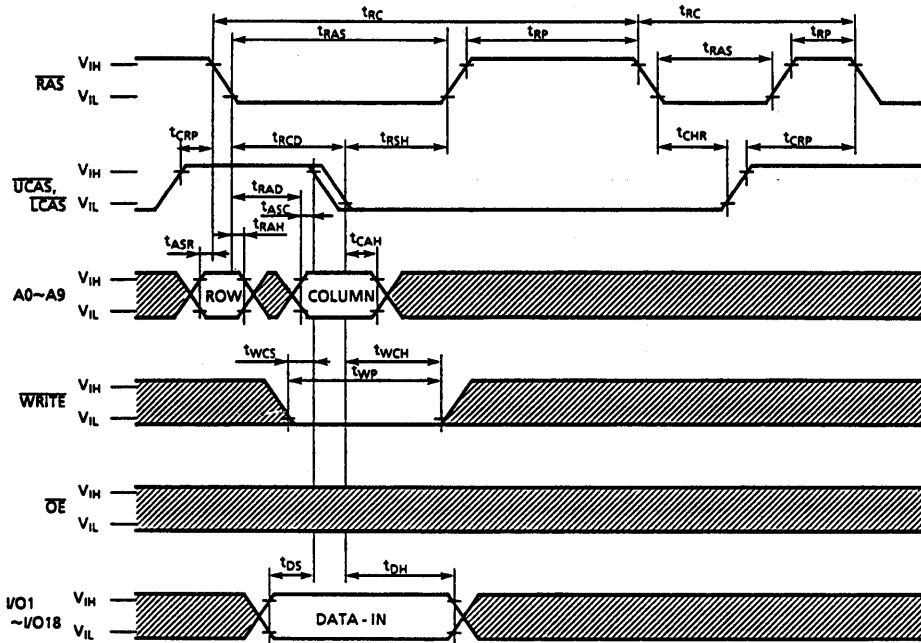 tRC tRC
tRAS tRP tRAS tRP
VIH
RAS
VIL
tCRP tRCD tRSH tCHR tCRP
VIH
UCAS,
LCAS
VIL
tRAD
tASC
tRAH
tASR tCAH
VIH
A0~A9 ROW COLUMN
VIL
tWCS tWCH
tWP
VIH
WRITE
VIL
VIH
OE
VIL
tDS tDH
I/O1
~I/O18
VIH
DATA-IN
VIL